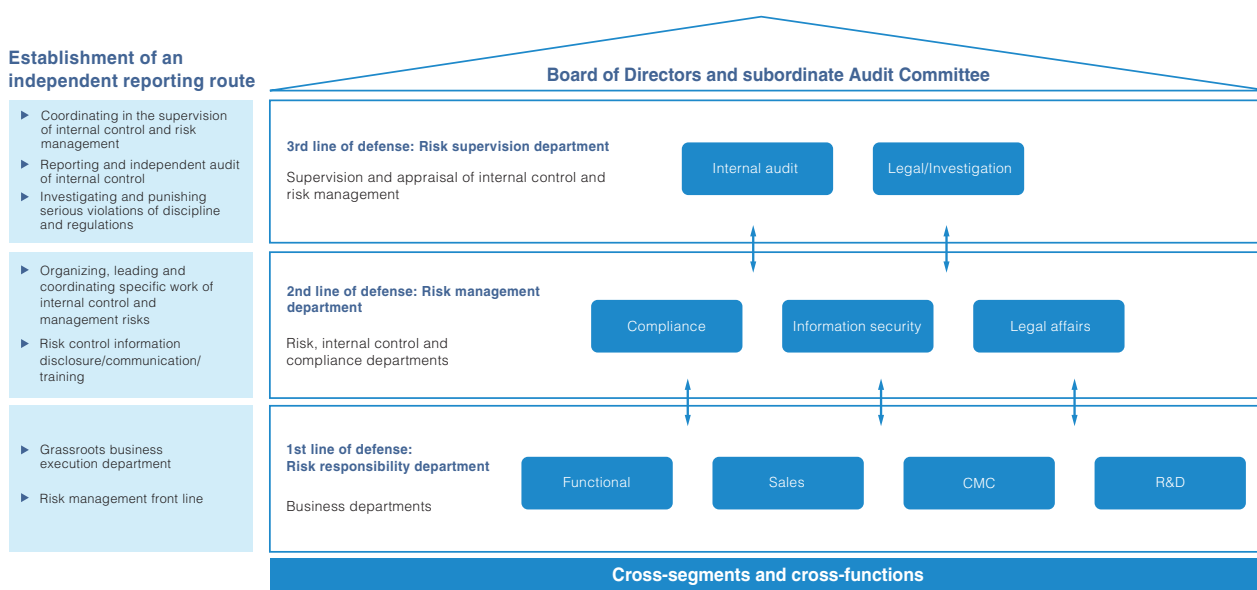 Establishment of an
independent reporting route
Board of Directors and subordinate Audit Committee
Coordinating in the supervision
of internal control and risk
management
Reporting and independent audit
of internal control
Investigating and punishing
serious violations of discipline
and regulations
3rd line of defense: Risk supervision department
Supervision and appraisal of internal control and
risk management
Internal audit
Legal/Investigation
Organizing, leading and
coordinating specific work of
internal control and
management risks
Risk control information
disclosure/communication/
training
2nd line of defense: Risk management
department
Risk, internal control and
compliance departments
Compliance
Information security
Legal affairs
Grassroots business
execution department
Risk management front line
1st line of defense:
Risk responsibility department
Business departments
Functional
Sales
CMC
R&D
Cross-segments and cross-functions